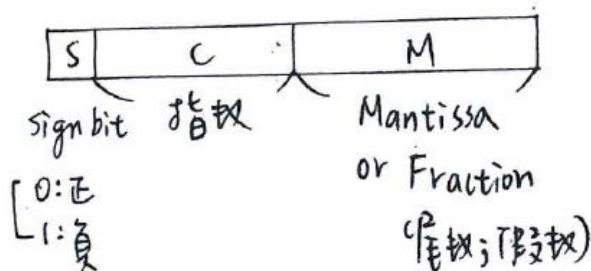 S C M
Sign bit 指数 Mantissa
or Fraction
0:正
1:負 (尾数;假数)